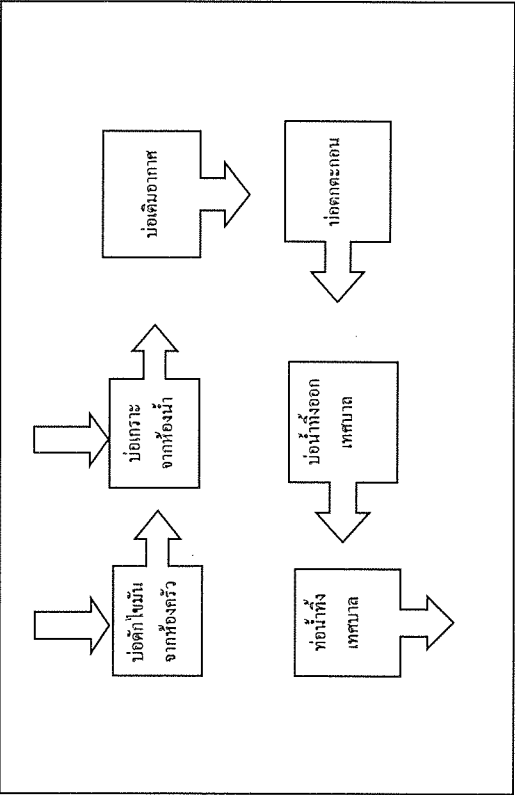 บ่อดักไขมัน
จากห้องครัว
บ่อเกราะ
จากห้องน้ำ
บ่อเติมอากาศ
บ่อตกตะกอน
บ่อน้ำทิ้งออก
เทศบาล
ท่อน้ำทิ้ง
เทศบาล